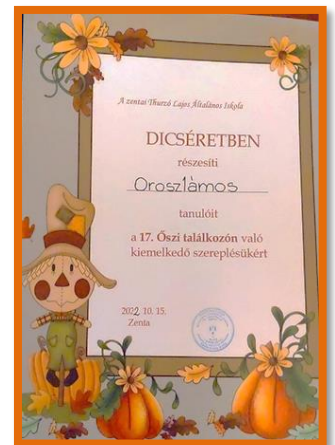 A zentai Thurzó Lajos Általános Iskola
DICSÉRETBEN
részesíti
Oroszlámos
tanulóit
a 17. Őszi találkozón való
kiemelkedő szereplésükért
2022. 10. 15.
Zenta